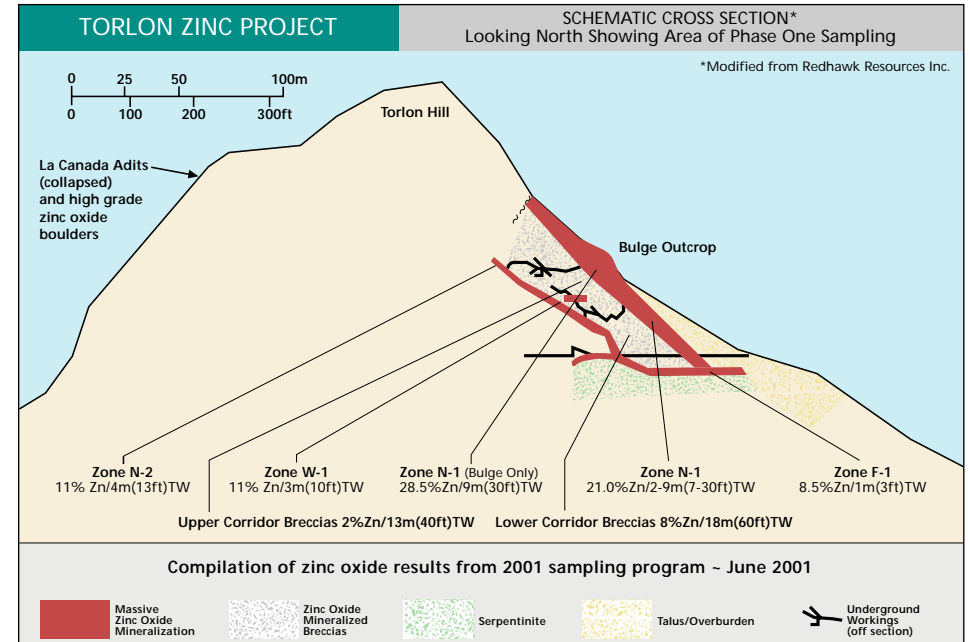 TORLON ZINC PROJECT
SCHEMATIC CROSS SECTION*
Looking North Showing Area of Phase One Sampling
*Modified from Redhawk Resources Inc.
0 25 50 100m
0 100 200 300ft
Torlon Hill
La Canada Adits
(collapsed)
and high grade
zinc oxide
boulders
Bulge Outcrop
Zone N-2
11% Zn/4m(13ft)TW
Zone W-1
11% Zn/3m(10ft)TW
Zone N-1 (Bulge Only)
28.5%Zn/9m(30ft)TW
Zone N-1
21.0%Zn/2-9m(7-30ft)TW
Zone F-1
8.5%Zn/1m(3ft)TW
Upper Corridor Breccias 2%Zn/13m(40ft)TW
Lower Corridor Breccias 8%Zn/18m(60ft)TW
Compilation of zinc oxide results from 2001 sampling program ~ June 2001
Massive
Zinc Oxide
Mineralization
Zinc Oxide
Mineralized
Breccias
Serpentinite
Talus/Overburden
Underground
Workings
(off section)